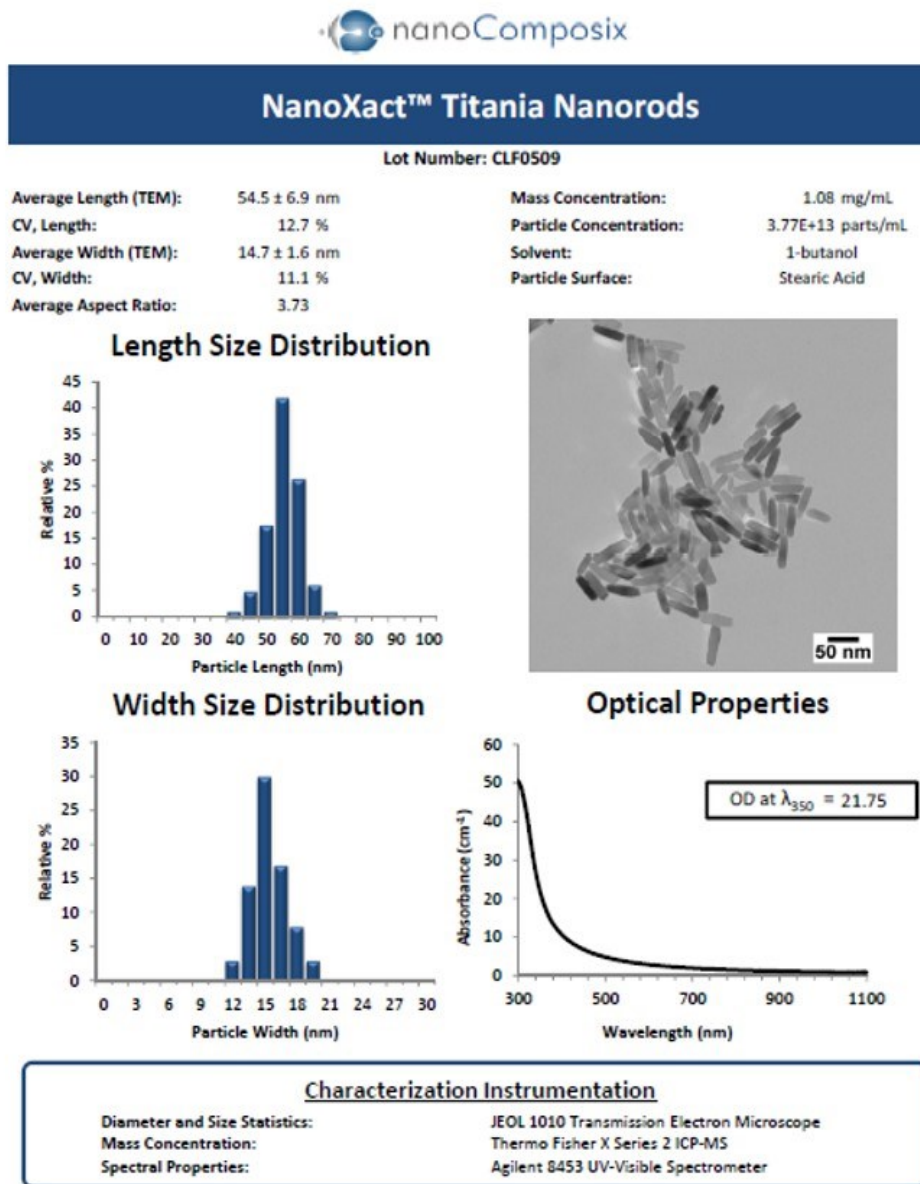 nanoComposix
NanoXact™ Titania Nanorods
Lot Number: CLF0509
Average Length (TEM): 54.5 ± 6.9 nm
CV, Length: 12.7 %
Average Width (TEM): 14.7 ± 1.6 nm
CV, Width: 11.1 %
Average Aspect Ratio: 3.73
Mass Concentration: 1.08 mg/mL
Particle Concentration: 3.77E+13 parts/mL
Solvent: 1-butanol
Particle Surface: Stearic Acid
Length Size Distribution
45
40
35
30
25
20
15
10
5
0
Relative %
0 10 20 30 40 50 60 70 80 90 100
Particle Length (nm)
50 nm
Width Size Distribution
35
30
25
20
15
10
5
0
Relative %
0 3 6 9 12 15 18 21 24 27 30
Particle Width (nm)
Optical Properties
60
50
40
30
20
10
0
Absorbance (cm⁻¹)
OD at λ₃₅₀ = 21.75
300 500 700 900 1100
Wavelength (nm)
Characterization Instrumentation
Diameter and Size Statistics: JEOL 1010 Transmission Electron Microscope
Mass Concentration: Thermo Fisher X Series 2 ICP-MS
Spectral Properties: Agilent 8453 UV-Visible Spectrometer